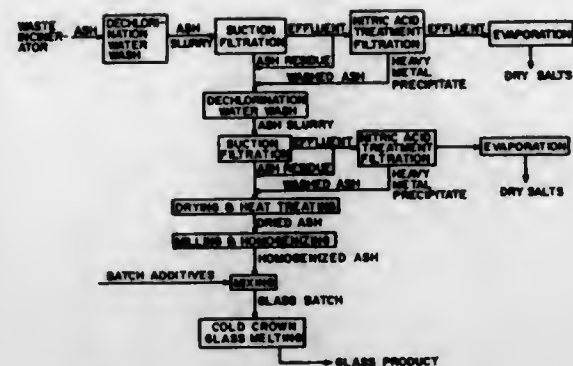 WASTE
INCINER-
ATOR
ASH
DECHLORI-
NATION
WATER
WASH
ASH
SLURRY
SUCTION
FILTRATION
EFFLUENT
NITRIC ACID
TREATMENT
FILTRATION
EFFLUENT
EVAPORATION
DRY SALTS
ASH RESIDUE
WASHED ASH
HEAVY
METAL
PRECIPITATE
DECHLORINATION
WATER WASH
ASH SLURRY
SUCTION
FILTRATION
EFFLUENT
NITRIC ACID
TREATMENT
FILTRATION
EVAPORATION
DRY SALTS
ASH RESIDUE
WASHED ASH
HEAVY
METAL
PRECIPITATE
DRYING & HEAT TREATING
DRIED ASH
MILLING & HOMOGENIZING
HOMOGENIZED ASH
BATCH ADDITIVES
MIXING
GLASS BATCH
COLD CROWN
GLASS MELTING
GLASS PRODUCT